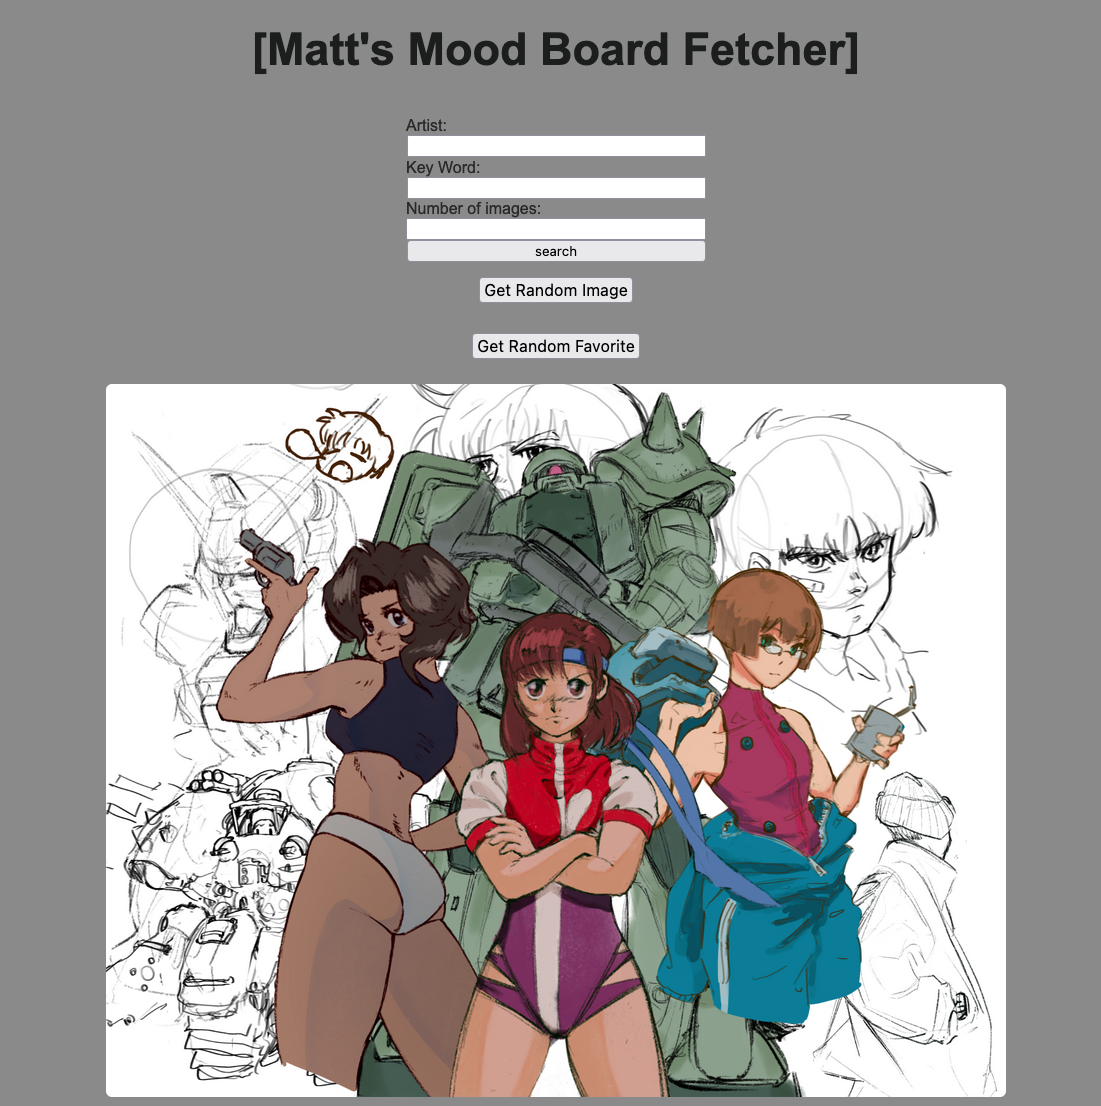 [Matt's Mood Board Fetcher]
Artist:
Key Word:
Number of images:
search
Get Random Image
Get Random Favorite